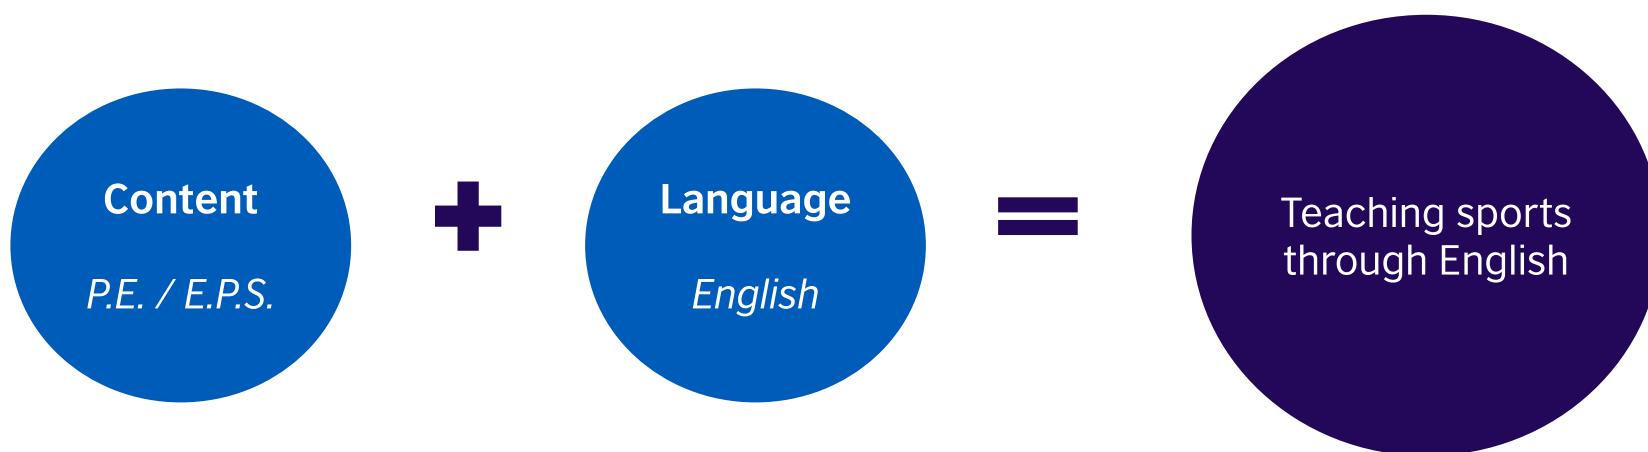 Content
P.E. / E.P.S.
Language
English
Teaching sports
through English